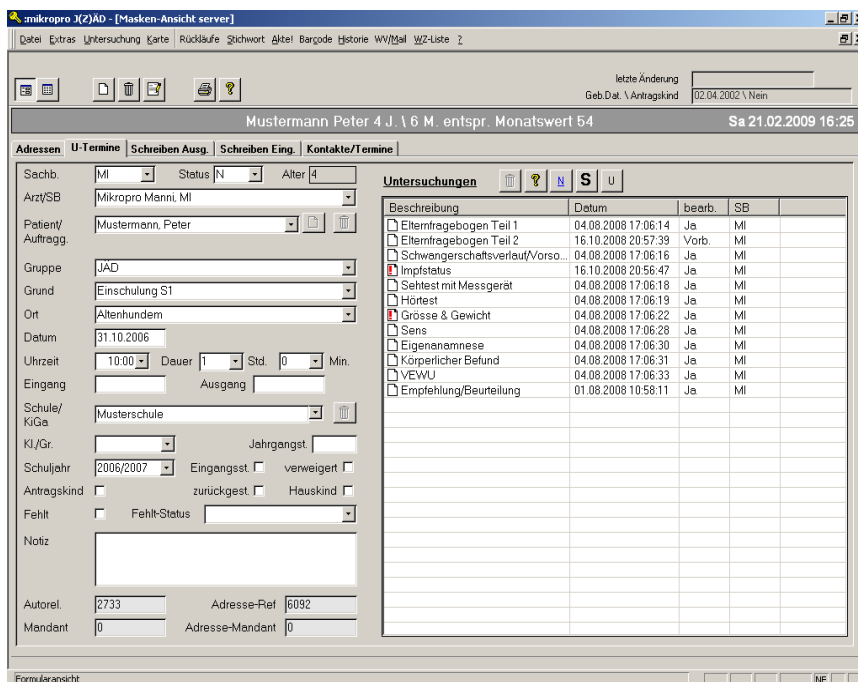 :mikropro J(Z)ÄD - [Masken-Ansicht server]
Datei Extras Untersuchung Karte Rückläufe Stichwort Akte! Barcode Historie WV/Mail WZ-Liste ?
letzte Änderung
Geb.Dat. \ Antragskind 02.04.2002 \ Nein
Mustermann Peter 4 J. \ 6 M. entspr. Monatswert 54 Sa 21.02.2009 16:25
Adressen U-Termine Schreiben Ausg. Schreiben Eing. Kontakte/Termine
Sachb. MI Status N Alter 4
Arzt/SB Mikropro Manni, MI
Patient/ Mustermann, Peter
Auftragg.
Gruppe JÄD
Grund Einschulung S1
Ort Altenhundem
Datum 31.10.2006
Uhrzeit 10:00 Dauer 1 Std. 0 Min.
Eingang Ausgang
Schule/ Musterschule
KiGa
Kl./Gr. Jahrgangst.
Schuljahr 2006/2007 Eingangsst. verweigert
Antragskind zurückgest. Hauskind
Fehlt Fehlt-Status
Notiz
Autorel. 2733 Adresse-Ref 6092
Mandant 0 Adresse-Mandant 0
Untersuchungen ? N S U
Beschreibung Datum bearb. SB
Elternfragebogen Teil 1 04.08.2008 17:06:14 Ja MI
Elternfragebogen Teil 2 16.10.2008 20:57:39 Vorb. MI
Schwangerschaftsverlauf/Vorso... 04.08.2008 17:06:16 Ja MI
Impfstatus 16.10.2008 20:56:47 Ja MI
Sehtest mit Messgerät 04.08.2008 17:06:18 Ja MI
Hörtest 04.08.2008 17:06:19 Ja MI
Grösse & Gewicht 04.08.2008 17:06:22 Ja MI
Sens 04.08.2008 17:06:28 Ja MI
Eigenanamnese 04.08.2008 17:06:30 Ja MI
Körperlicher Befund 04.08.2008 17:06:31 Ja MI
VEWU 04.08.2008 17:06:33 Ja MI
Empfehlung/Beurteilung 01.08.2008 10:58:11 Ja MI
Formularansicht NF